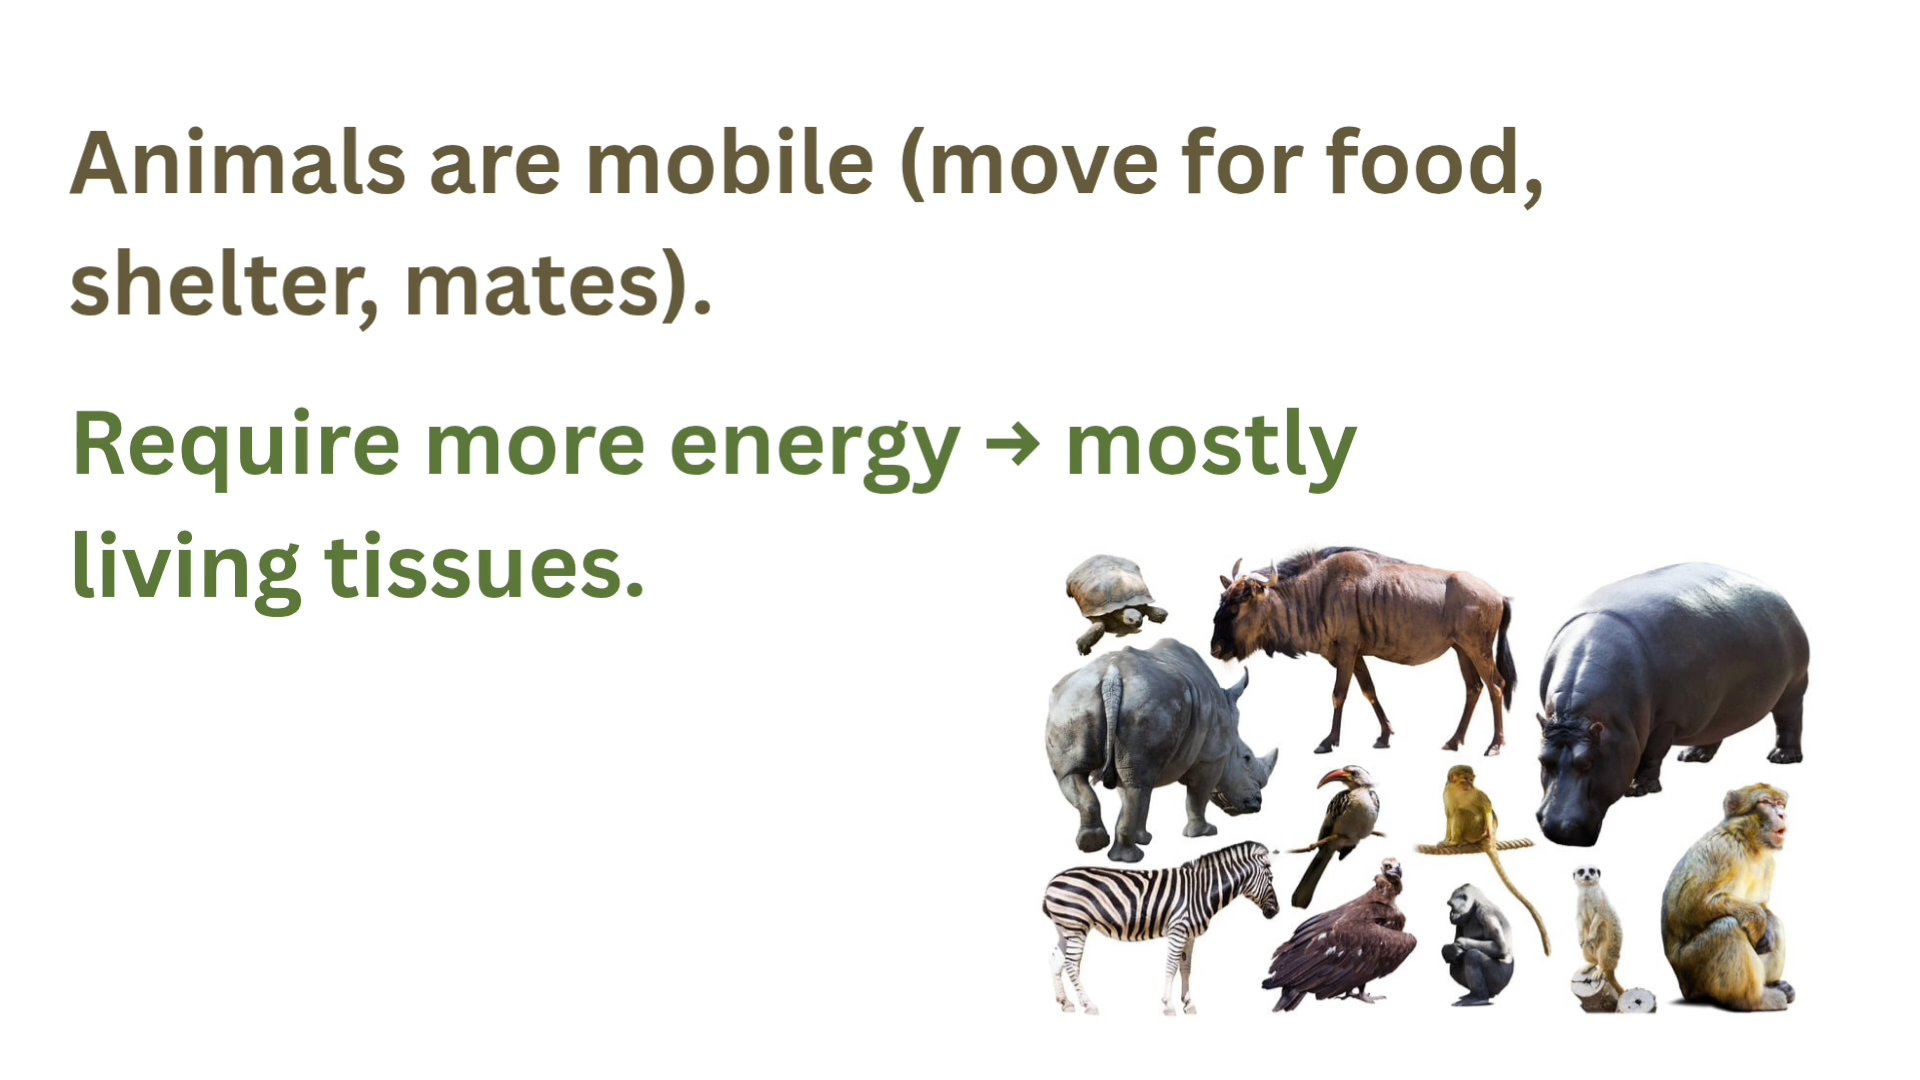 Animals are mobile (move for food,
shelter, mates).
Require more energy → mostly
living tissues.